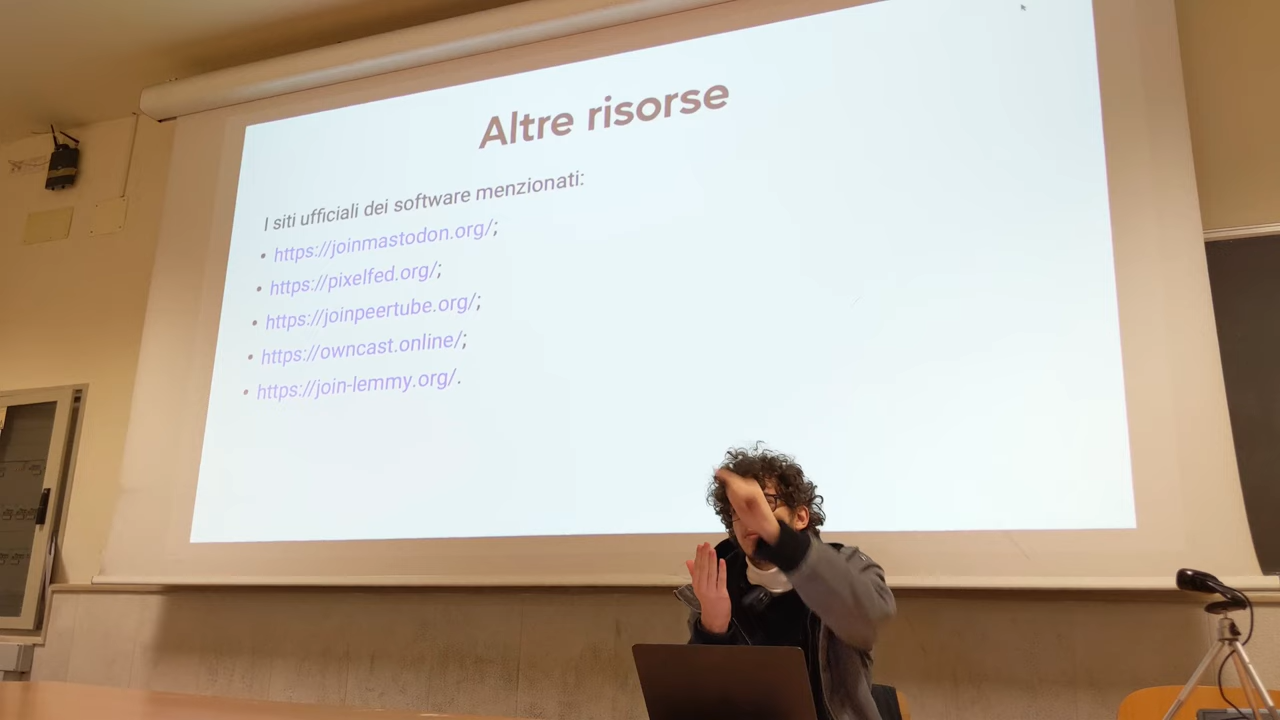 Altre risorse
I siti ufficiali dei software menzionati:
• https://joinmastodon.org/;
• https://pixelfed.org/;
• https://joinpeertube.org/;
• https://owncast.online/;
• https://join-lemmy.org/.